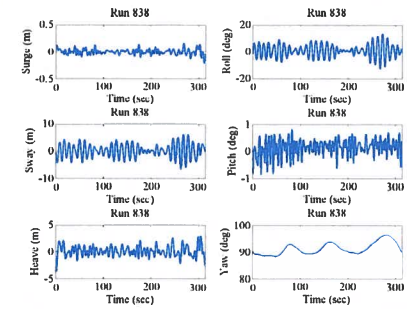 Run 838
Surge (m)
0.5
0
-0.5
0 100 200 300
Time (sec)
Run 838
Roll (deg)
20
0
-20
0 100 200 300
Time (sec)
Run 838
Sway (m)
10
0
-10
0 100 200 300
Time (sec)
Run 838
Pitch (deg)
1
0
-1
0 100 200 300
Time (sec)
Run 838
Heave (m)
5
0
-5
0 100 200 300
Time (sec)
Run 838
Yaw (deg)
100
90
80
0 100 200 300
Time (sec)